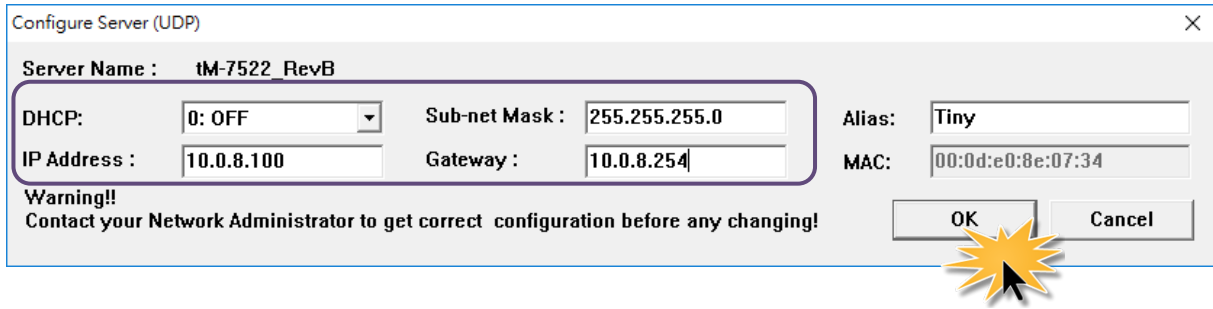 Configure Server (UDP)
Server Name : tM-7522_RevB
DHCP: 0: OFF Sub-net Mask : 255.255.255.0 Alias: Tiny
IP Address : 10.0.8.100 Gateway : 10.0.8.254 MAC: 00:0d:e0:8e:07:34
Warning!!
Contact your Network Administrator to get correct configuration before any changing!
OK Cancel